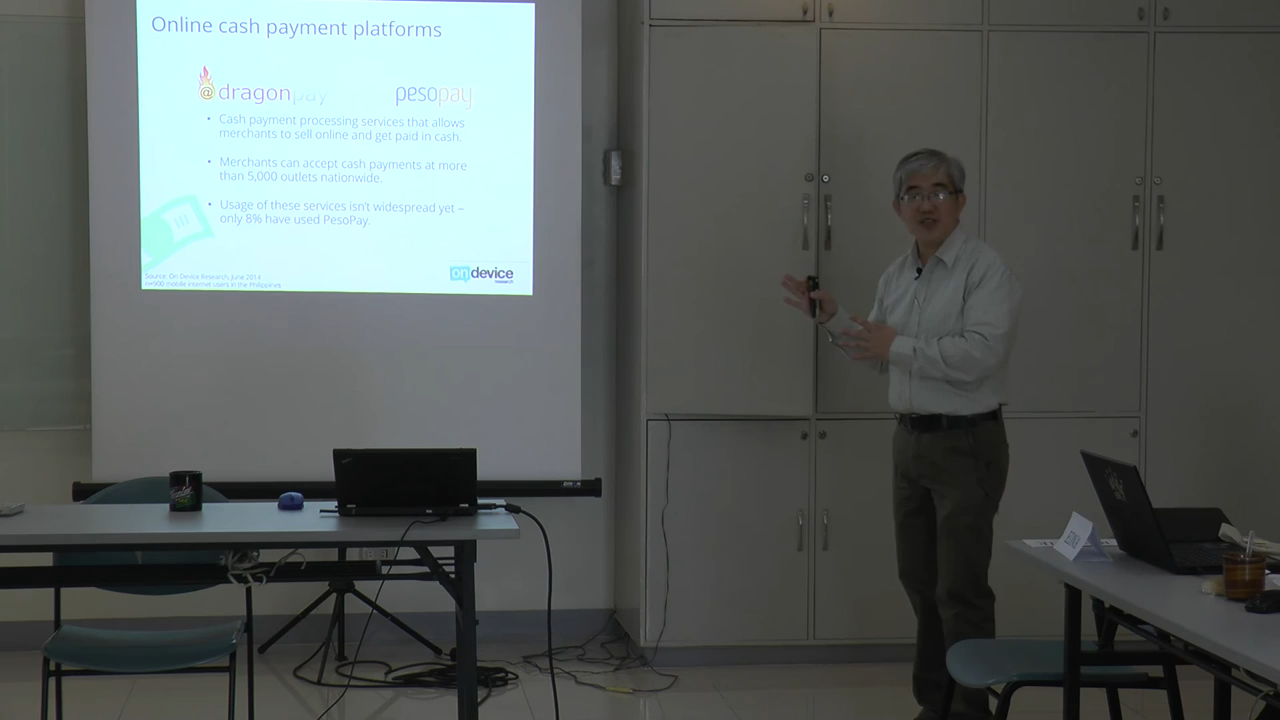 Online cash payment platforms
@dragonpay
pesopay
• Cash payment processing services that allows
merchants to sell online and get paid in cash.
• Merchants can accept cash payments at more
than 5,000 outlets nationwide.
• Usage of these services isn't widespread yet –
only 8% have used PesoPay.
Source: On Device Research, June 2014
n=900 mobile internet users in the Philippines
on device
research